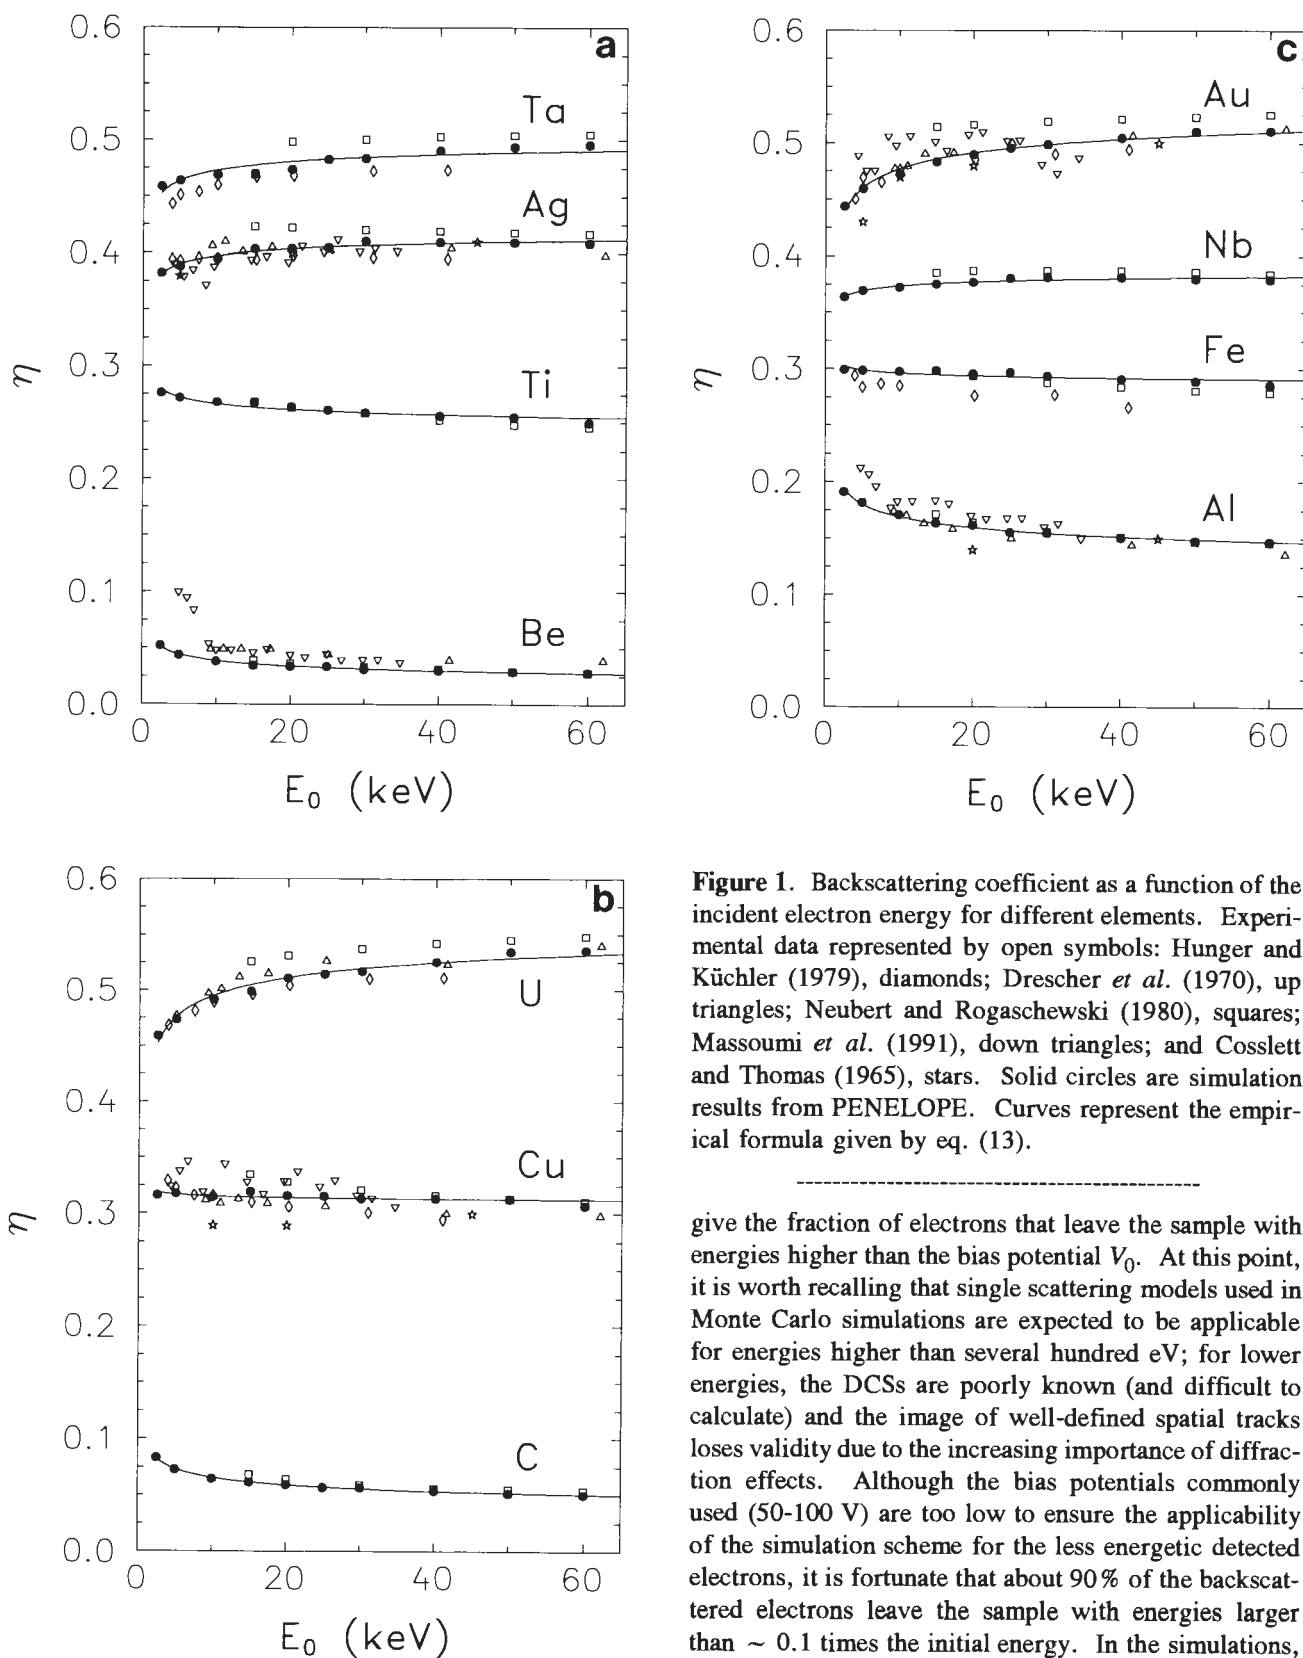 0.6
0.5
0.4
0.3
0.2
0.1
0.0
η
a
Ta
Ag
Ti
Be
0 20 40 60
E₀ (keV)
0.6
0.5
0.4
0.3
0.2
0.1
0.0
η
c
Au
Nb
Fe
Al
0 20 40 60
E₀ (keV)
0.6
0.5
0.4
0.3
0.2
0.1
0.0
η
b
U
Cu
C
0 20 40 60
E₀ (keV)
Figure 1. Backscattering coefficient as a function of the
incident electron energy for different elements. Experi-
mental data represented by open symbols: Hunger and
Küchler (1979), diamonds; Drescher et al. (1970), up
triangles; Neubert and Rogaschewski (1980), squares;
Massoumi et al. (1991), down triangles; and Cosslett
and Thomas (1965), stars. Solid circles are simulation
results from PENELOPE. Curves represent the empir-
ical formula given by eq. (13).
give the fraction of electrons that leave the sample with
energies higher than the bias potential V₀. At this point,
it is worth recalling that single scattering models used in
Monte Carlo simulations are expected to be applicable
for energies higher than several hundred eV; for lower
energies, the DCSs are poorly known (and difficult to
calculate) and the image of well-defined spatial tracks
loses validity due to the increasing importance of diffrac-
tion effects. Although the bias potentials commonly
used (50-100 V) are too low to ensure the applicability
of the simulation scheme for the less energetic detected
electrons, it is fortunate that about 90% of the backscat-
tered electrons leave the sample with energies larger
than ~ 0.1 times the initial energy. In the simulations,